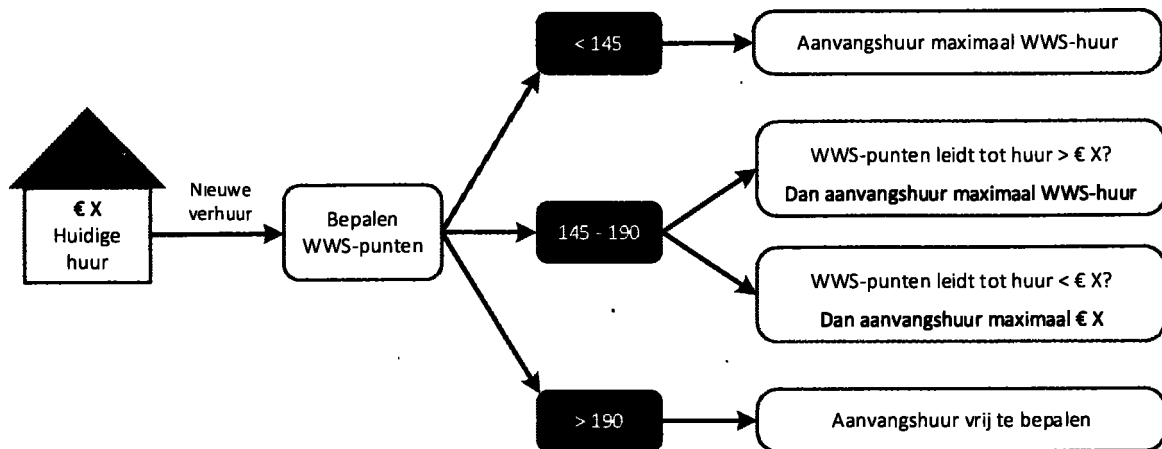 € X
Huidige
huur
Nieuwe
verhuur
Bepalen
WWS-punten
< 145
Aanvangshuur maximaal WWS-huur
145 - 190
WWS-punten leidt tot huur > € X?
Dan aanvangshuur maximaal WWS-huur
WWS-punten leidt tot huur < € X?
Dan aanvangshuur maximaal € X
> 190
Aanvangshuur vrij te bepalen